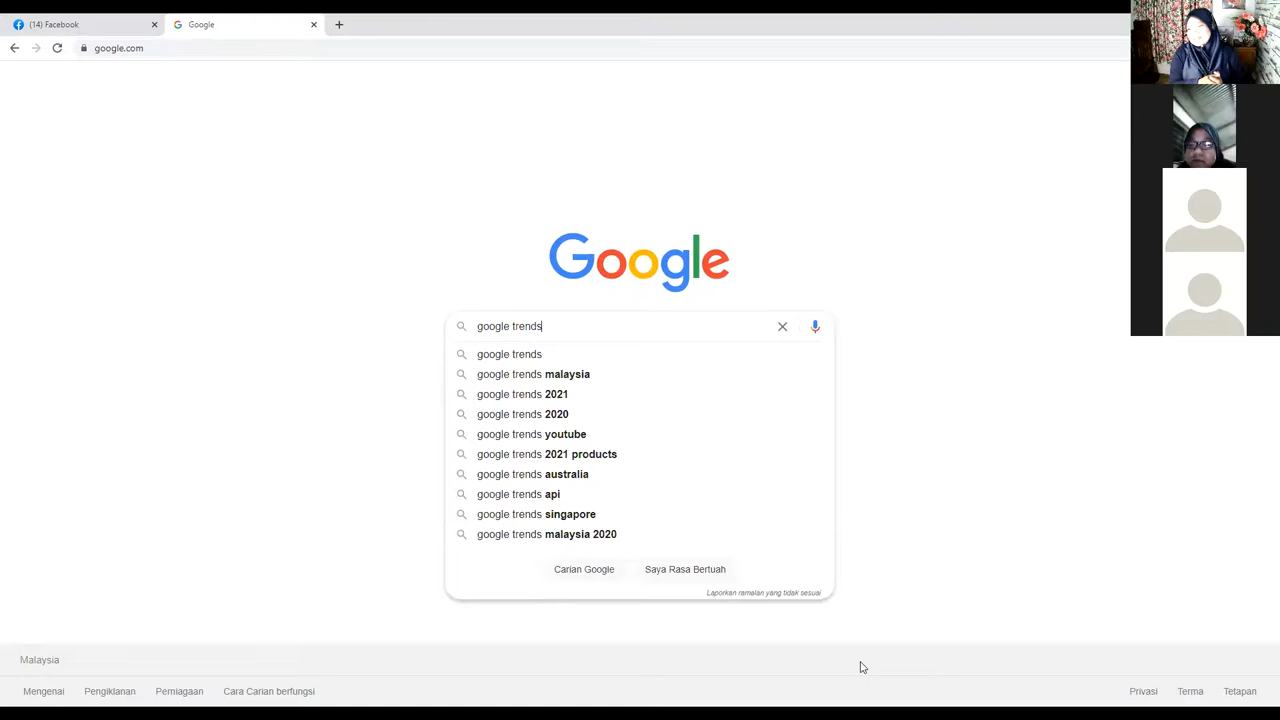 (14) Facebook
Google
google.com
Google
google trends
google trends
google trends malaysia
google trends 2021
google trends 2020
google trends youtube
google trends 2021 products
google trends australia
google trends api
google trends singapore
google trends malaysia 2020
Carian Google Saya Rasa Bertuah
Laporkan ramalan yang tidak sesuai
Malaysia
Mengenai Pengiklanan Perniagaan Cara Carian berfungsi Privasi Terma Tetapan